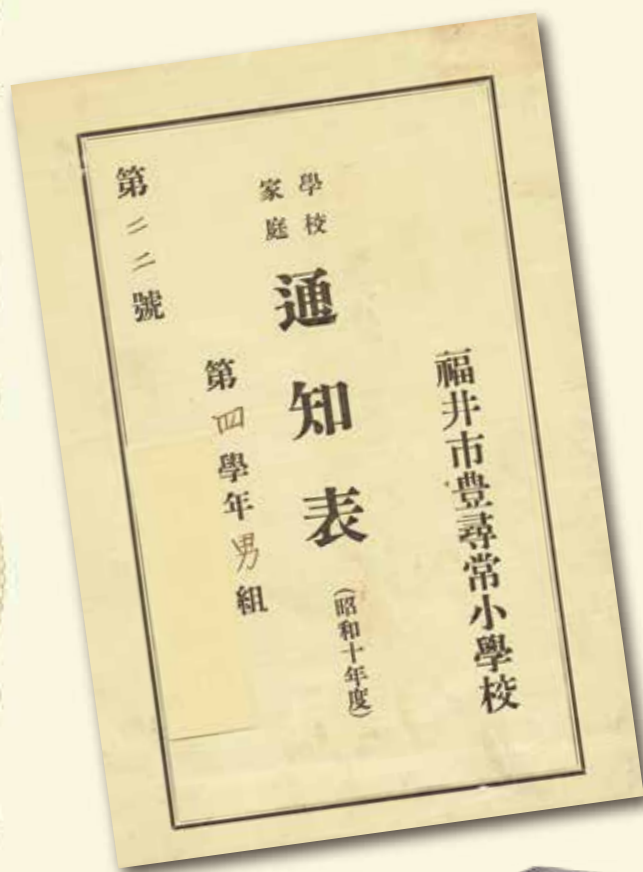 福井市豊尋常小學校
學校
家庭
通知表
(昭和十年度)
第四學年男組
第二二號